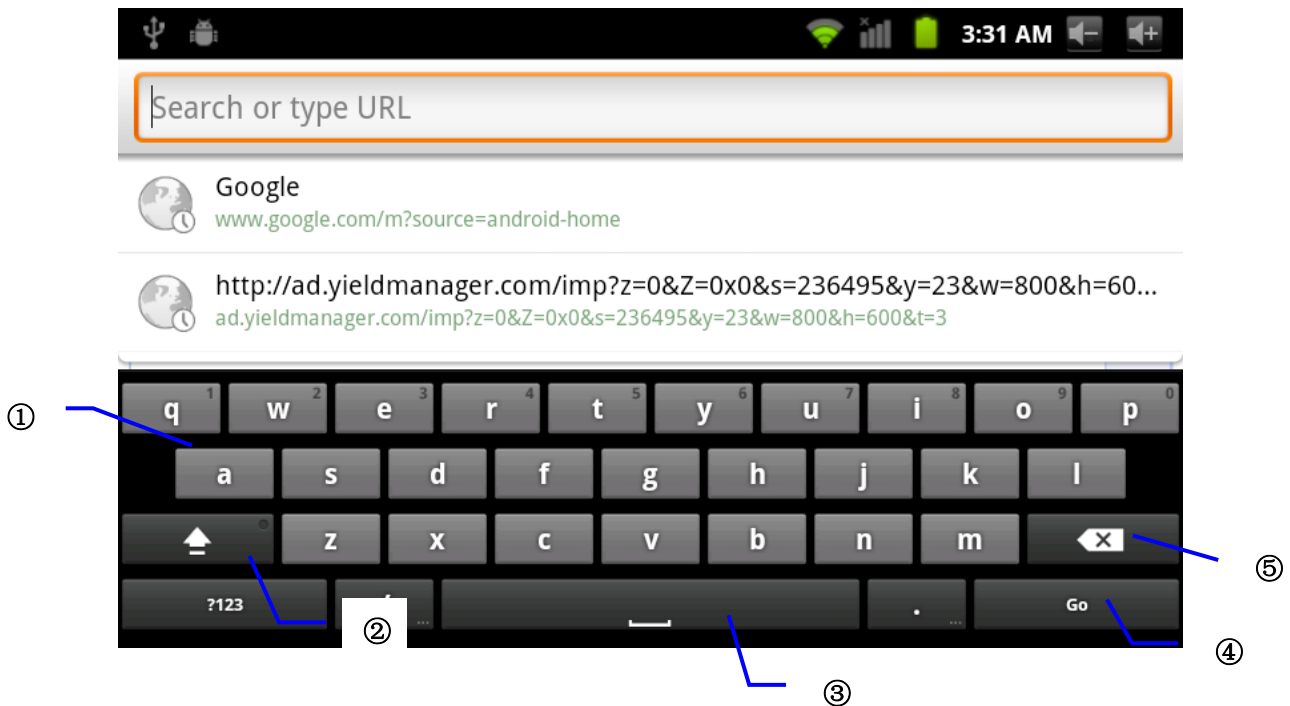 3:31 AM
Search or type URL
Google
www.google.com/m?source=android-home
http://ad.yieldmanager.com/imp?z=0&Z=0x0&s=236495&y=23&w=800&h=60...
ad.yieldmanager.com/imp?z=0&Z=0x0&s=236495&y=23&w=800&h=600&t=3
① q 1 w 2 e 3 r 4 t 5 y 6 u 7 i 8 o 9 p 0
a s d f g h j k l
z x c v b n m ⑤
?123 ... . ... Go
② ④
③